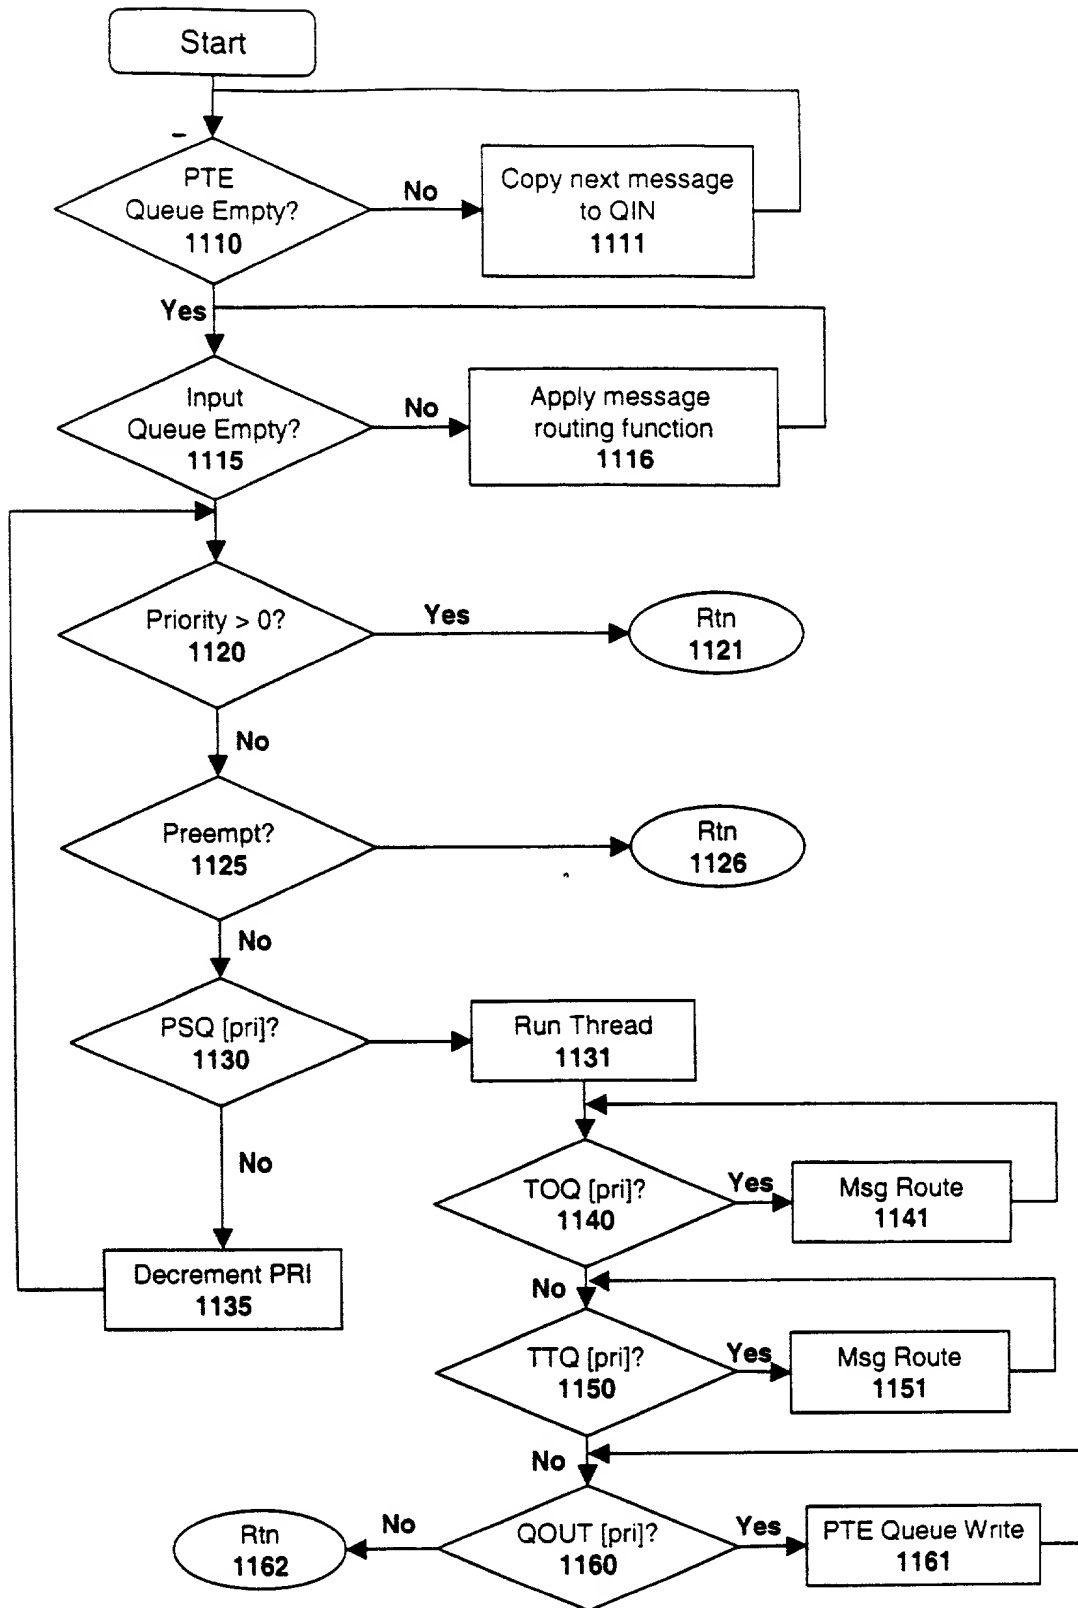 Start
PTE
Queue Empty?
1110
No
Copy next message
to QIN
1111
Yes
Input
Queue Empty?
1115
No
Apply message
routing function
1116
Priority > 0?
1120
Yes
Rtn
1121
No
Preempt?
1125
Rtn
1126
No
PSQ [pri]?
1130
Run Thread
1131
No
TOQ [pri]?
1140
Yes
Msg Route
1141
Decrement PRI
1135
No
TTQ [pri]?
1150
Yes
Msg Route
1151
No
Rtn
1162
No
QOUT [pri]?
1160
Yes
PTE Queue Write
1161